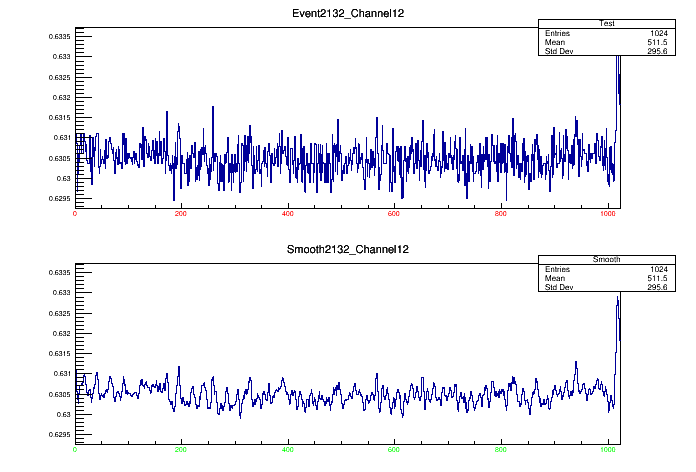 Event2132_Channel12
Test
Entries 1024
Mean 511.5
Std Dev 295.6
0.6335
0.633
0.6325
0.632
0.6315
0.631
0.6305
0.63
0.6295
0 200 400 600 800 1000
Smooth2132_Channel12
Smooth
Entries 1024
Mean 511.5
Std Dev 295.6
0.6335
0.633
0.6325
0.632
0.6315
0.631
0.6305
0.63
0.6295
0 200 400 600 800 1000